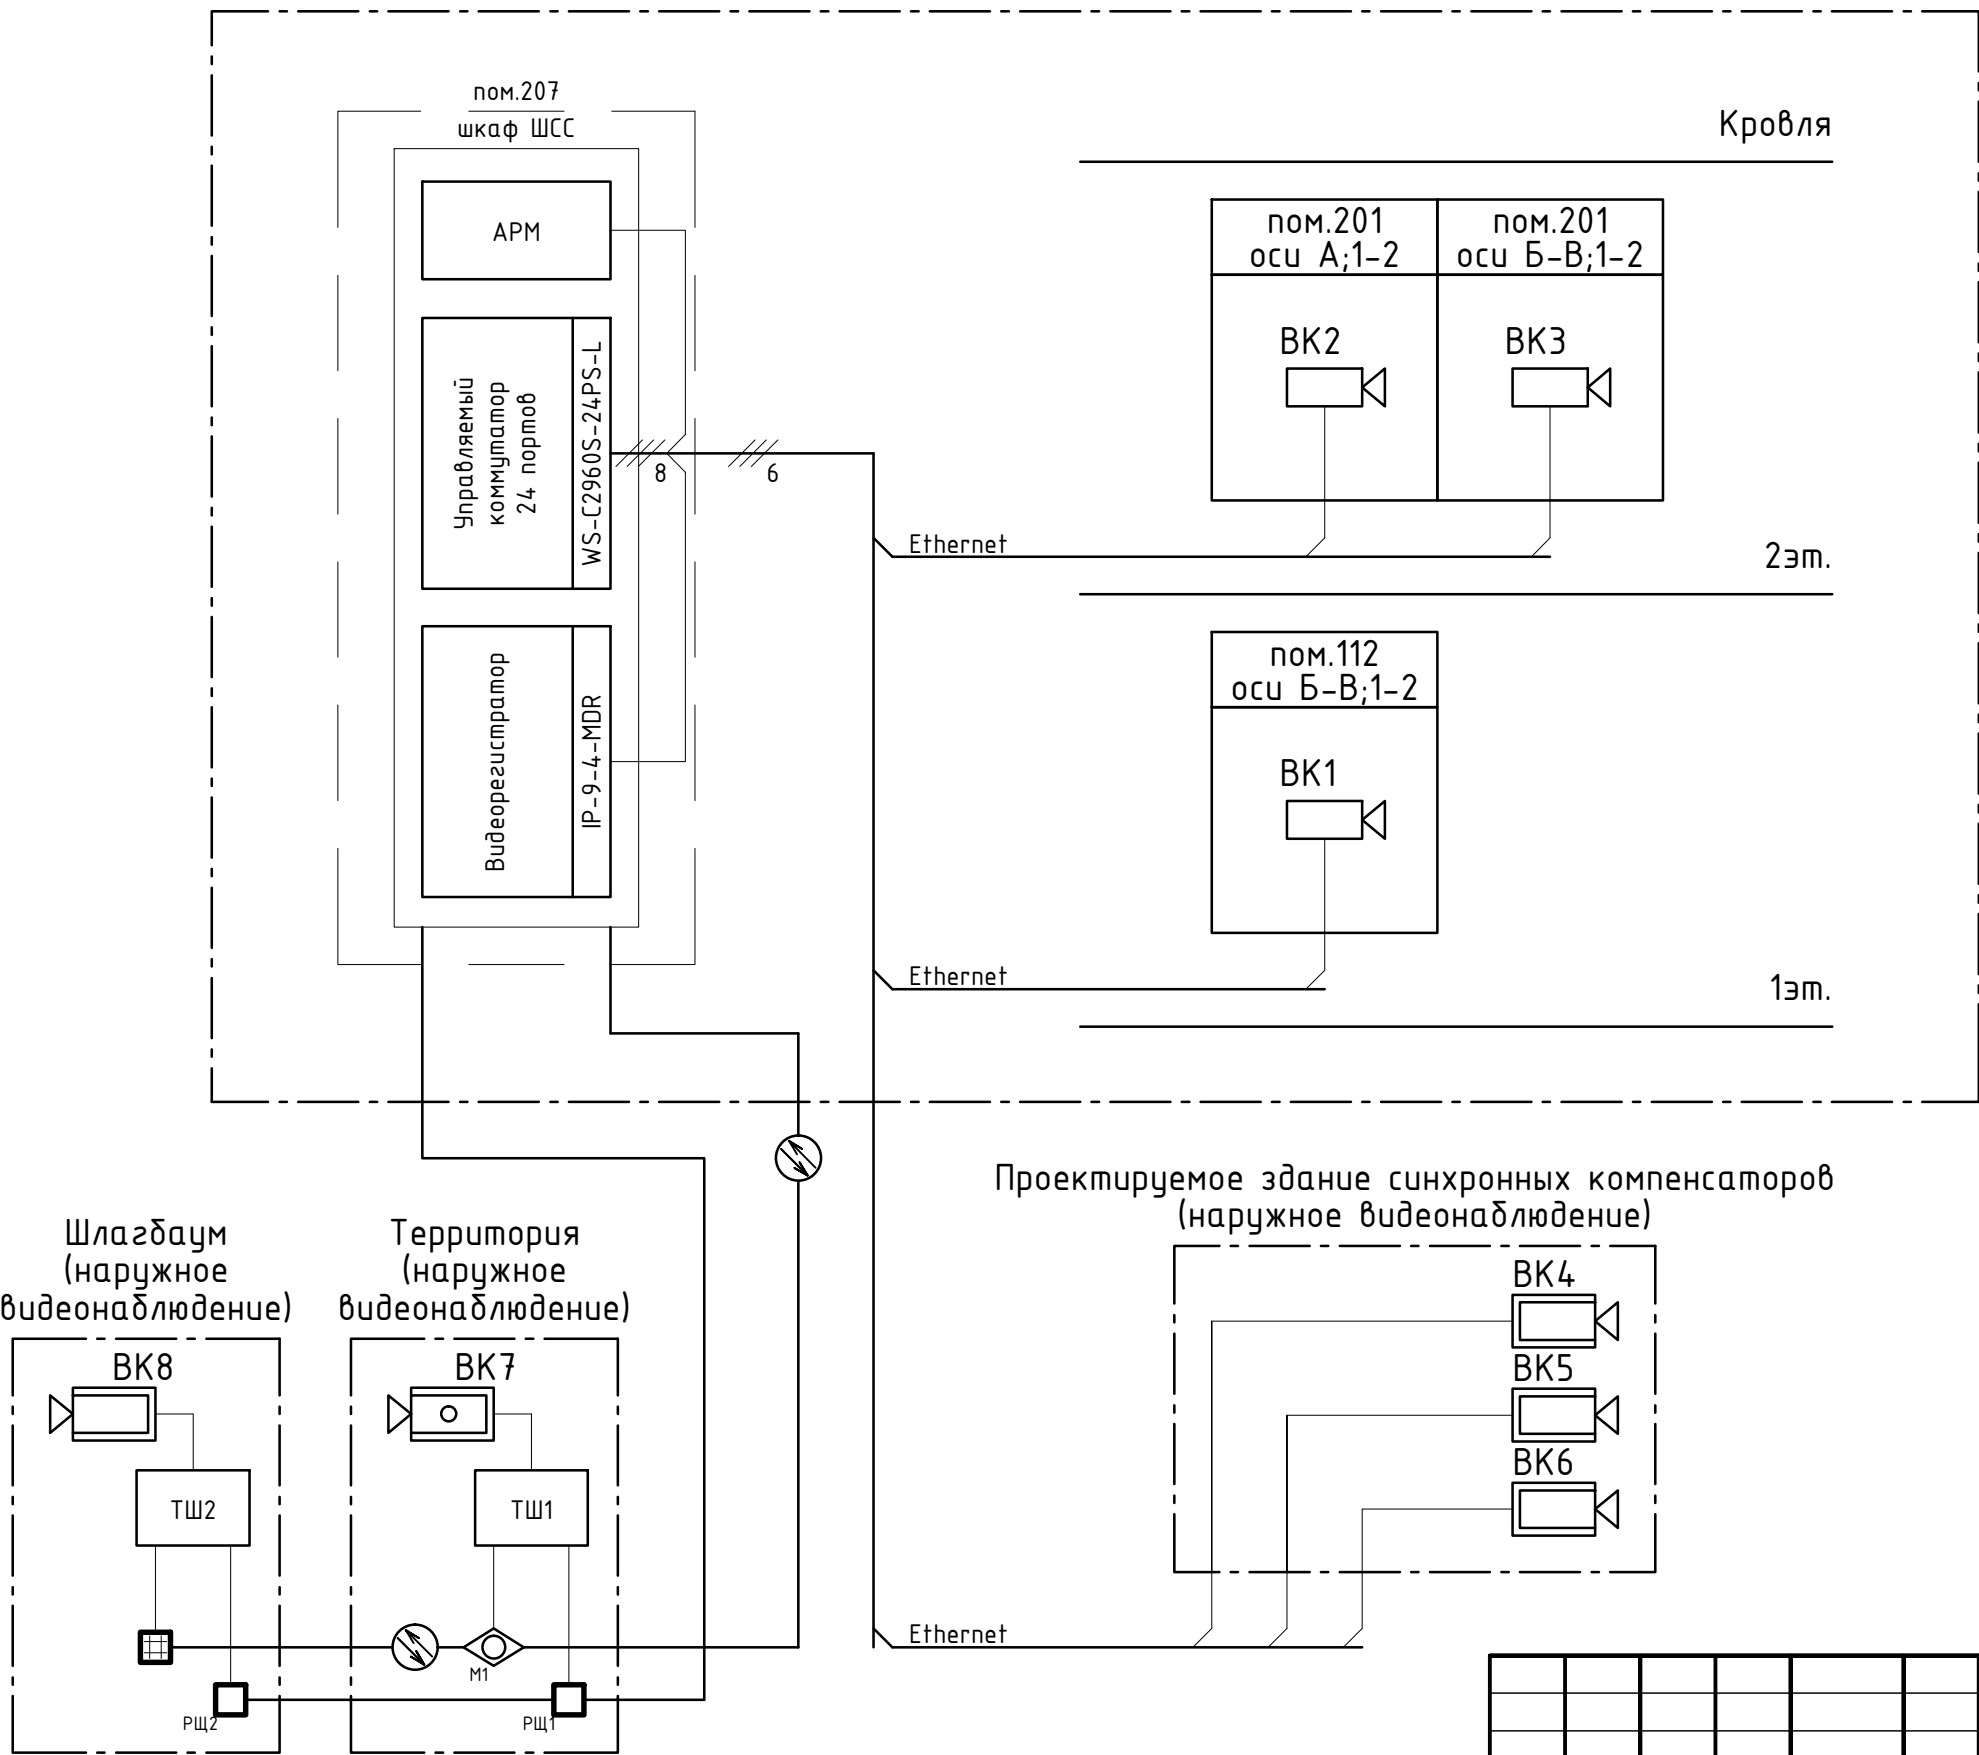 пом.207
шкаф ШСС
АРМ
Управляемый
коммутатор
24 портов
WS-C2960S-24PS-L
8
6
Видеорегистратор
IP-9-4-MDR
Кровля
пом.201
оси А;1-2
пом.201
оси Б-В;1-2
ВК2
ВК3
Ethernet
2эт.
пом.112
оси Б-В;1-2
ВК1
Ethernet
1эт.
Проектируемое здание синхронных компенсаторов
(наружное видеонаблюдение)
ВК4
ВК5
ВК6
Ethernet
Шлагбаум
(наружное
видеонаблюдение)
ВК8
ТШ2
РЩ2
Территория
(наружное
видеонаблюдение)
ВК7
ТШ1
М1
РЩ1